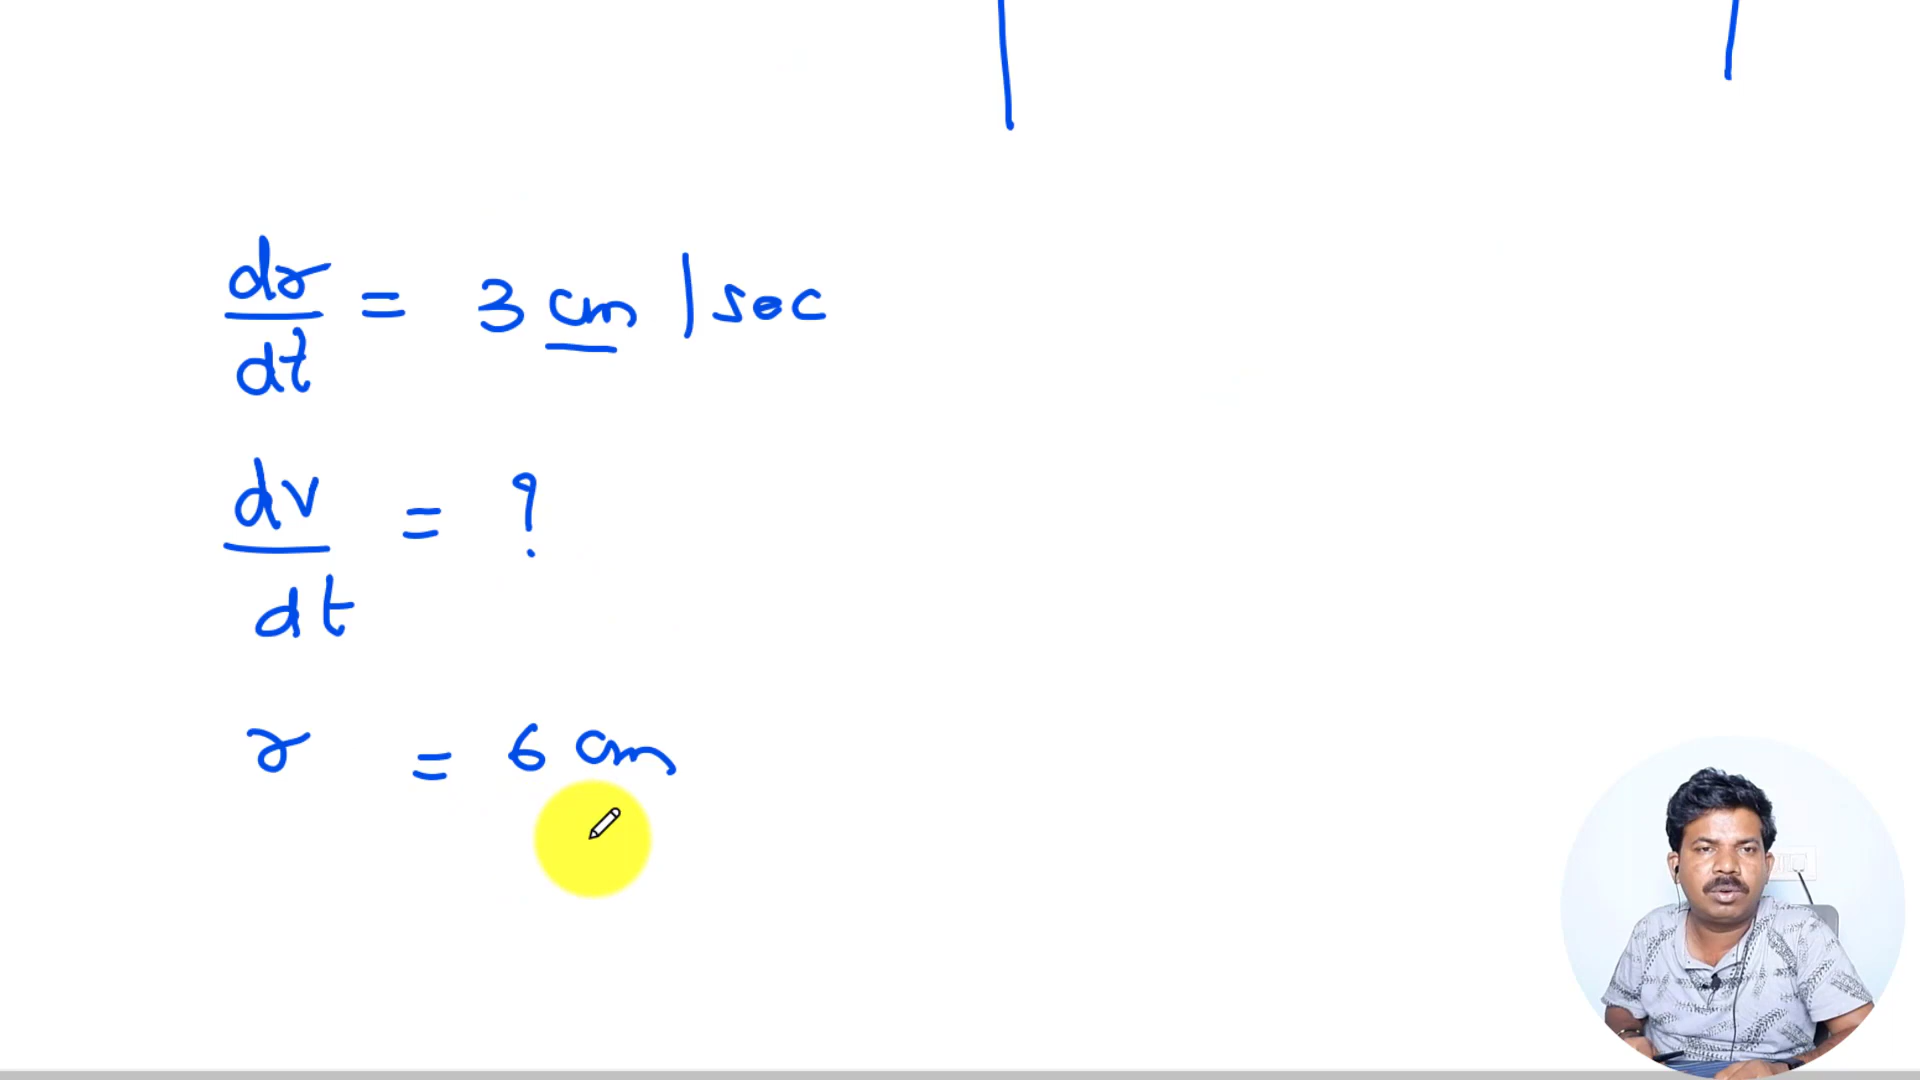 dr/dt = 3 cm | sec
dv/dt = ?
r = 6 cm